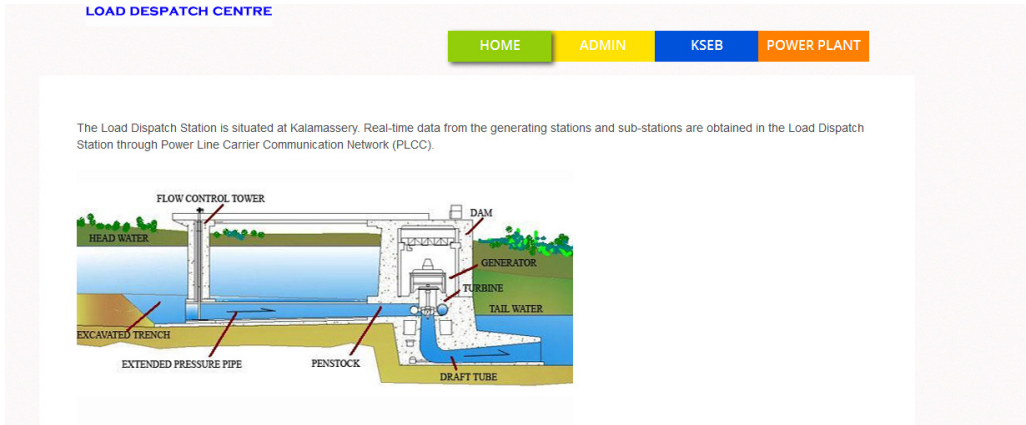 LOAD DESPATCH CENTRE
HOME
ADMIN
KSEB
POWER PLANT
The Load Dispatch Station is situated at Kalamassery. Real-time data from the generating stations and sub-stations are obtained in the Load Dispatch
Station through Power Line Carrier Communication Network (PLCC).
FLOW CONTROL TOWER
DAM
HEAD WATER
GENERATOR
TURBINE
TAIL WATER
EXCAVATED TRENCH
EXTENDED PRESSURE PIPE
PENSTOCK
DRAFT TUBE